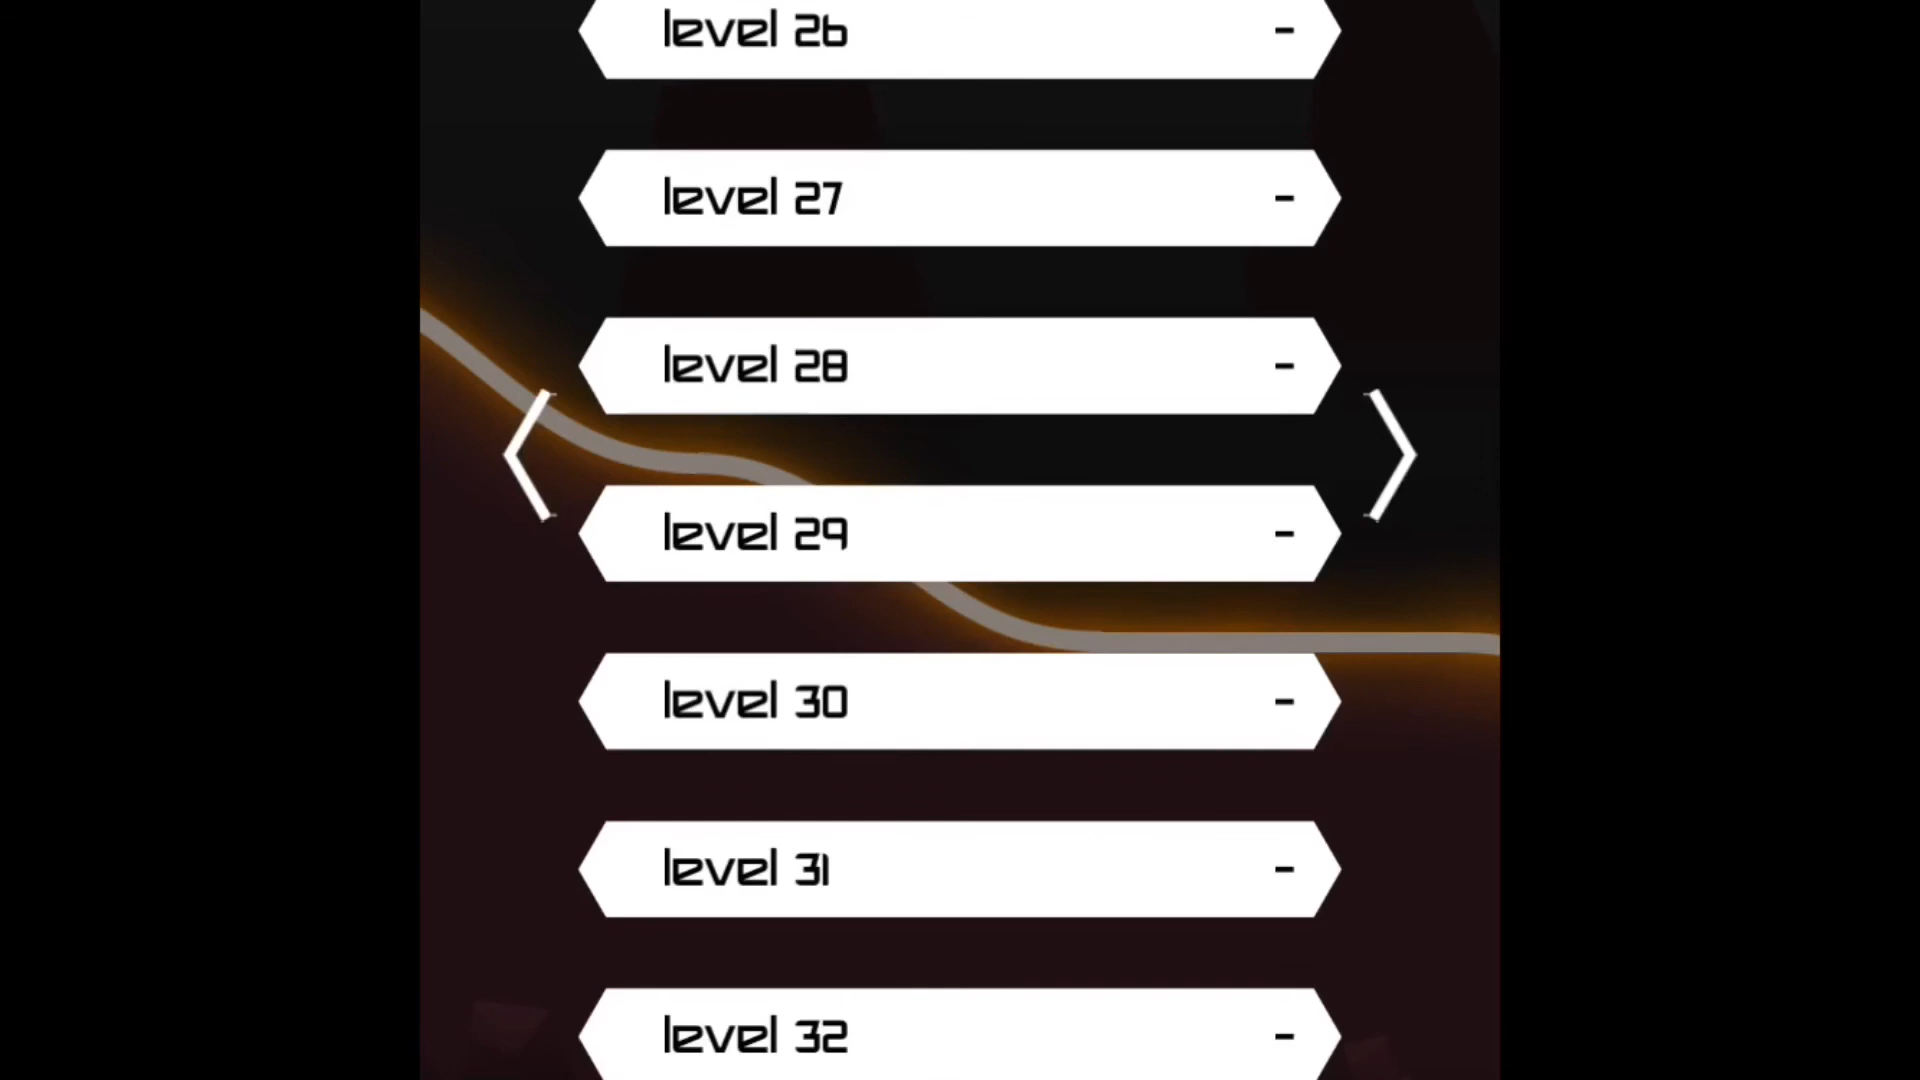 level 26 -
level 27 -
level 28 -
level 29 -
level 30 -
level 31 -
level 32 -